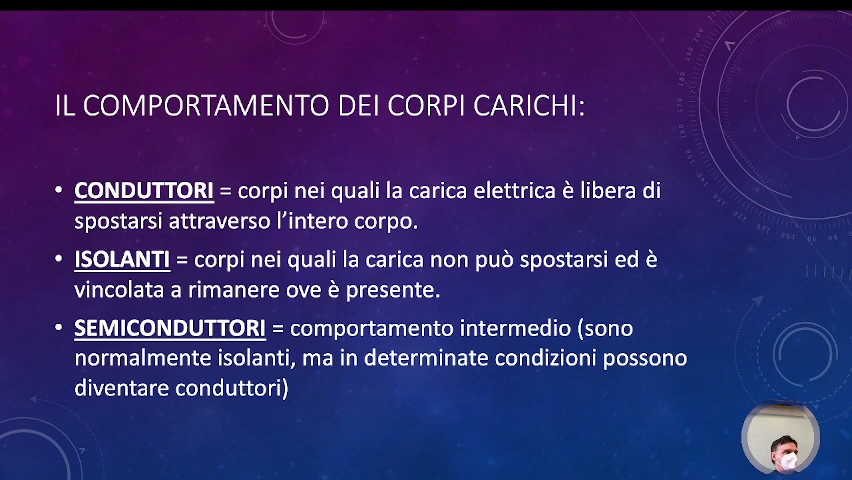 IL COMPORTAMENTO DEI CORPI CARICHI:
• CONDUTTORI = corpi nei quali la carica elettrica è libera di
spostarsi attraverso l'intero corpo.
• ISOLANTI = corpi nei quali la carica non può spostarsi ed è
vincolata a rimanere ove è presente.
• SEMICONDUTTORI = comportamento intermedio (sono
normalmente isolanti, ma in determinate condizioni possono
diventare conduttori)